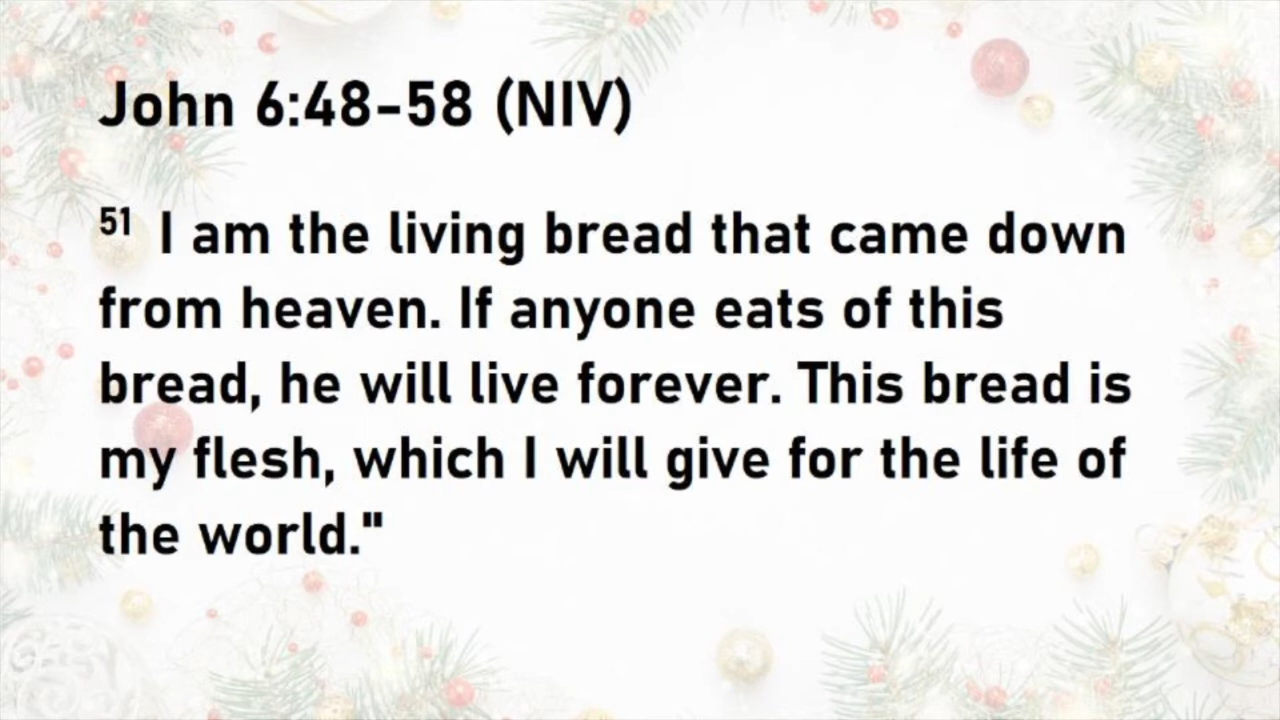 John 6:48-58 (NIV)
51 I am the living bread that came down
from heaven. If anyone eats of this
bread, he will live forever. This bread is
my flesh, which I will give for the life of
the world."